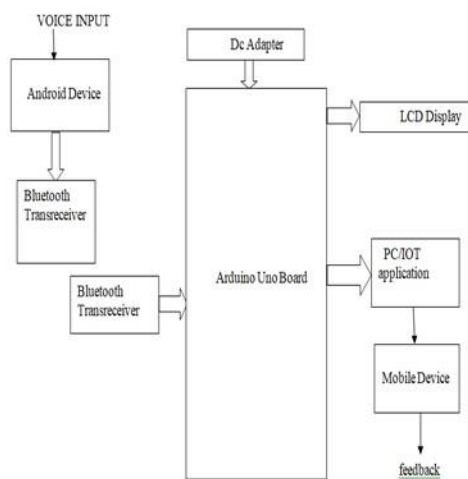 VOICE INPUT
Android Device
Bluetooth
Transreceiver
Bluetooth
Transreceiver
Dc Adapter
Arduino Uno Board
LCD Display
PC/IOT
application
Mobile Device
feedback